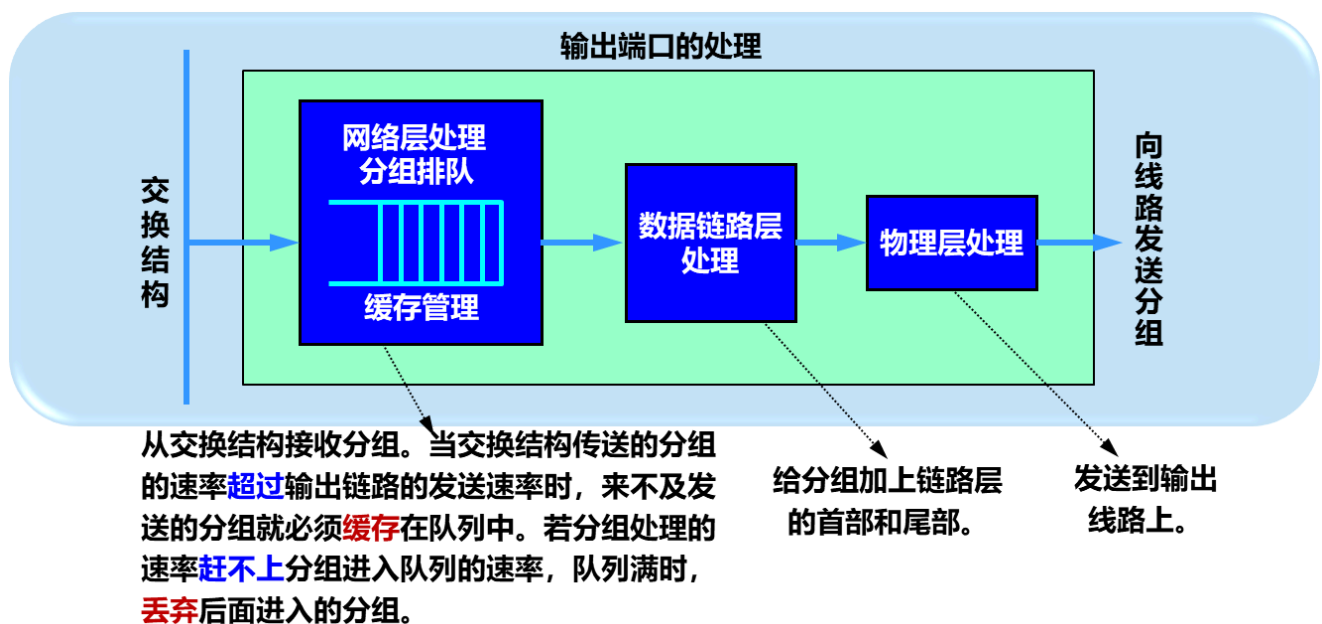 输出端口的处理
交换结构
网络层处理
分组排队
缓存管理
数据链路层
处理
物理层处理
向线路发送分组
从交换结构接收分组。当交换结构传送的分组
的速率超过输出链路的发送速率时，来不及发
送的分组就必须缓存在队列中。若分组处理的
速率赶不上分组进入队列的速率，队列满时，
丢弃后面进入的分组。
给分组加上链路层
的首部和尾部。
发送到输出
线路上。